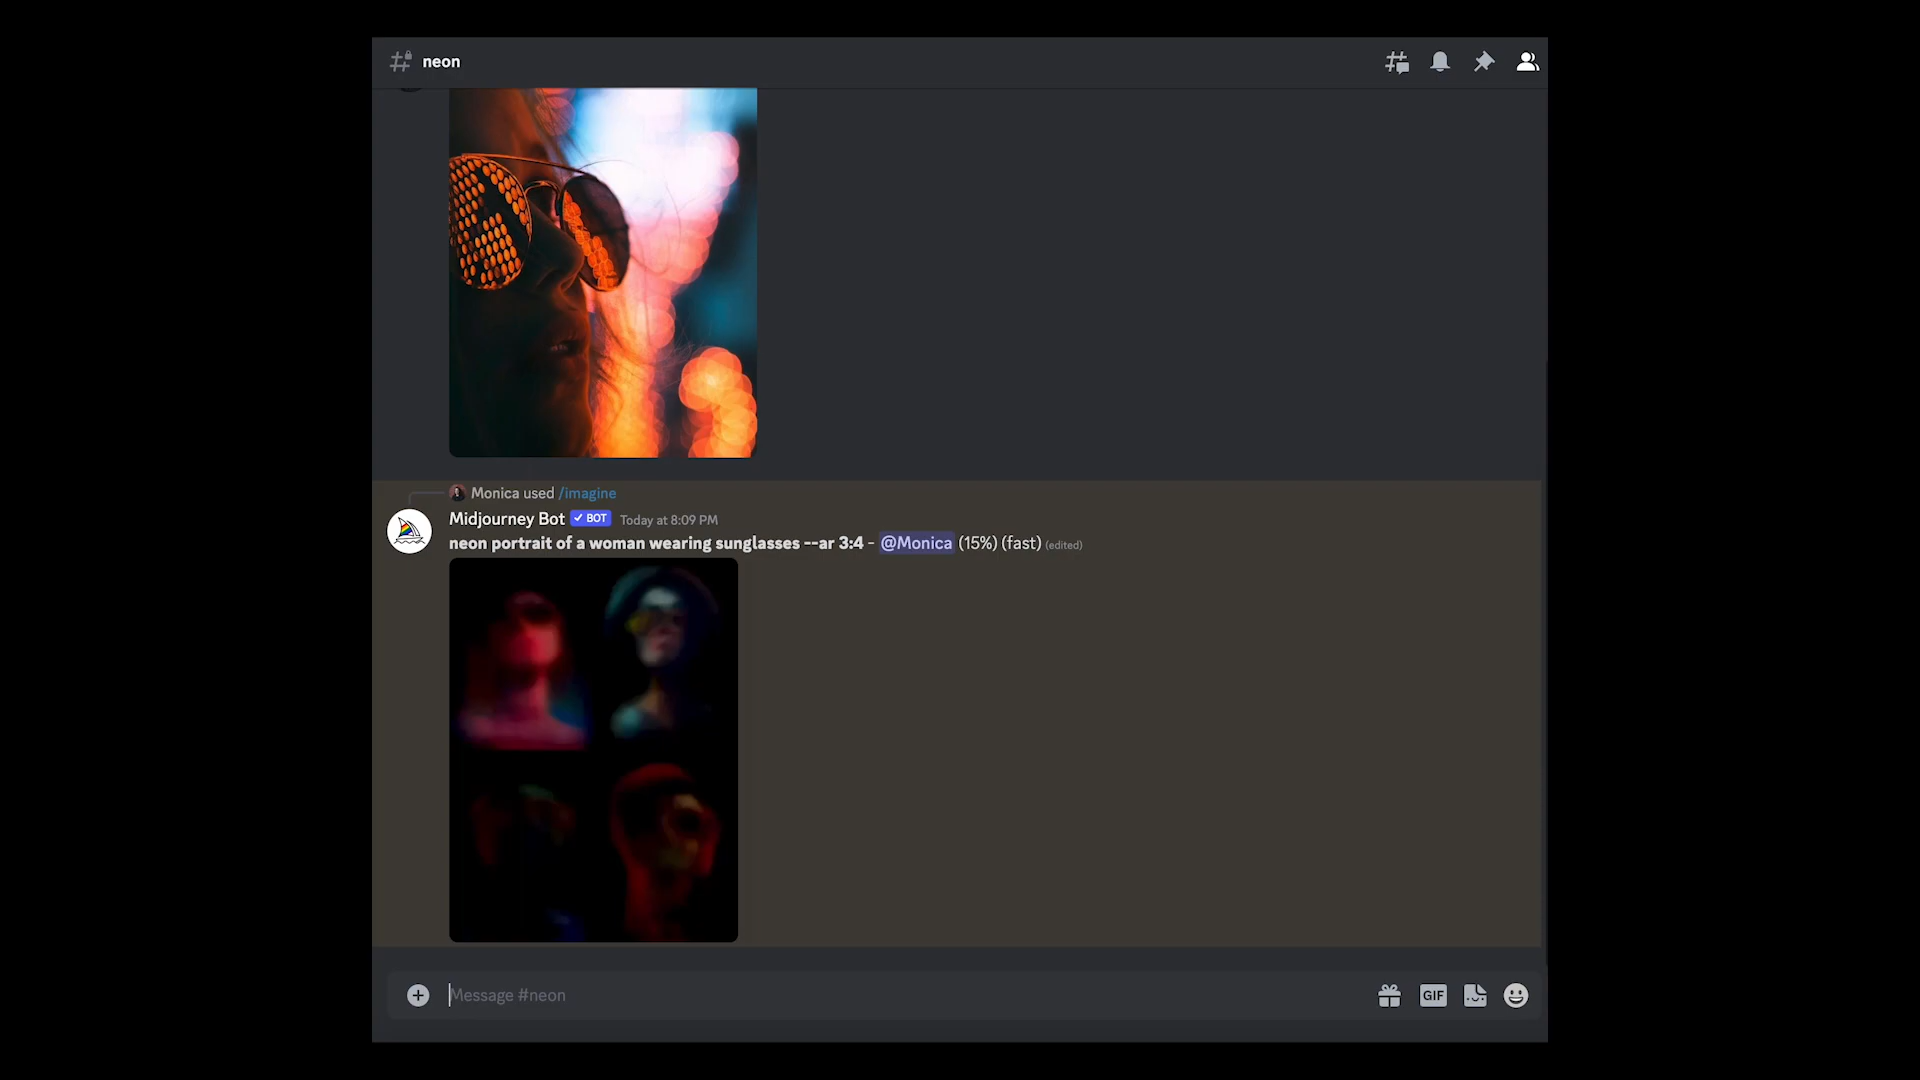 neon
Monica used /imagine
Midjourney Bot BOT Today at 8:09 PM
neon portrait of a woman wearing sunglasses --ar 3:4 - @Monica (15%) (fast) (edited)
Message #neon
GIF